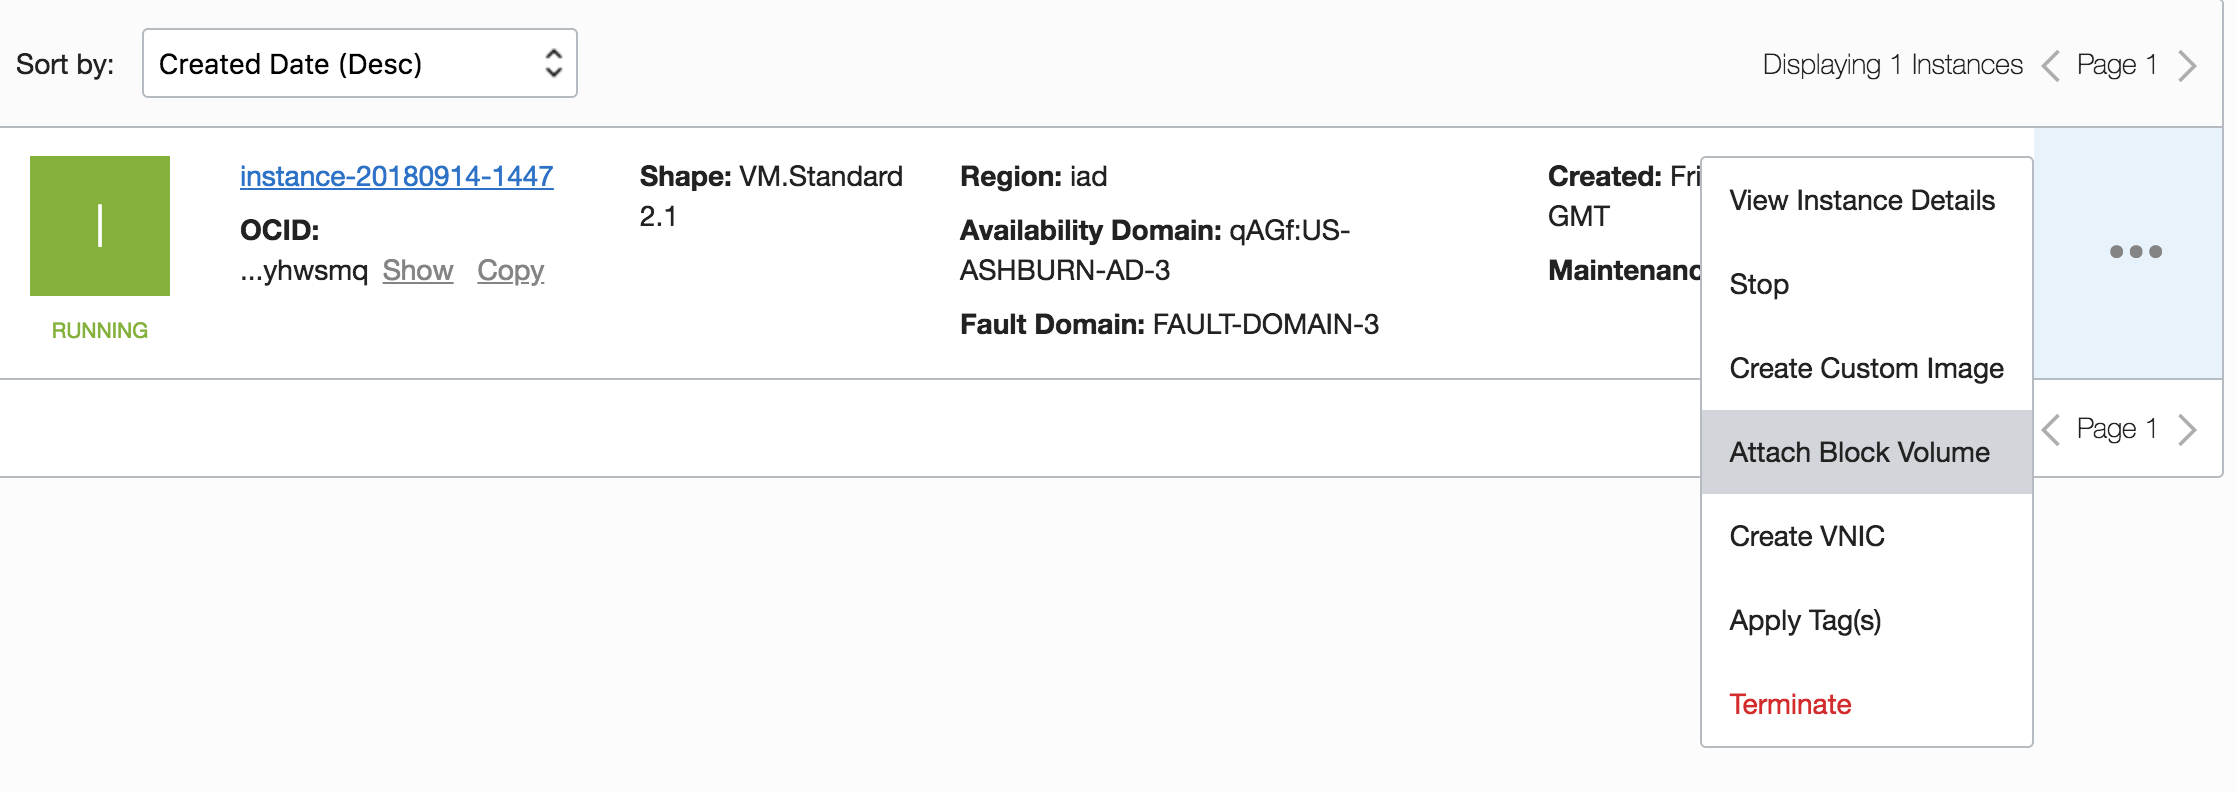 Sort by: Created Date (Desc) Displaying 1 Instances Page 1
I
RUNNING
instance-20180914-1447
OCID:
...yhwsmq Show Copy
Shape: VM.Standard
2.1
Region: iad
Availability Domain: qAGf:US-
ASHBURN-AD-3
Fault Domain: FAULT-DOMAIN-3
Created: Fri
GMT
Maintenanc
View Instance Details
Stop
Create Custom Image
Attach Block Volume
Create VNIC
Apply Tag(s)
Terminate
Page 1